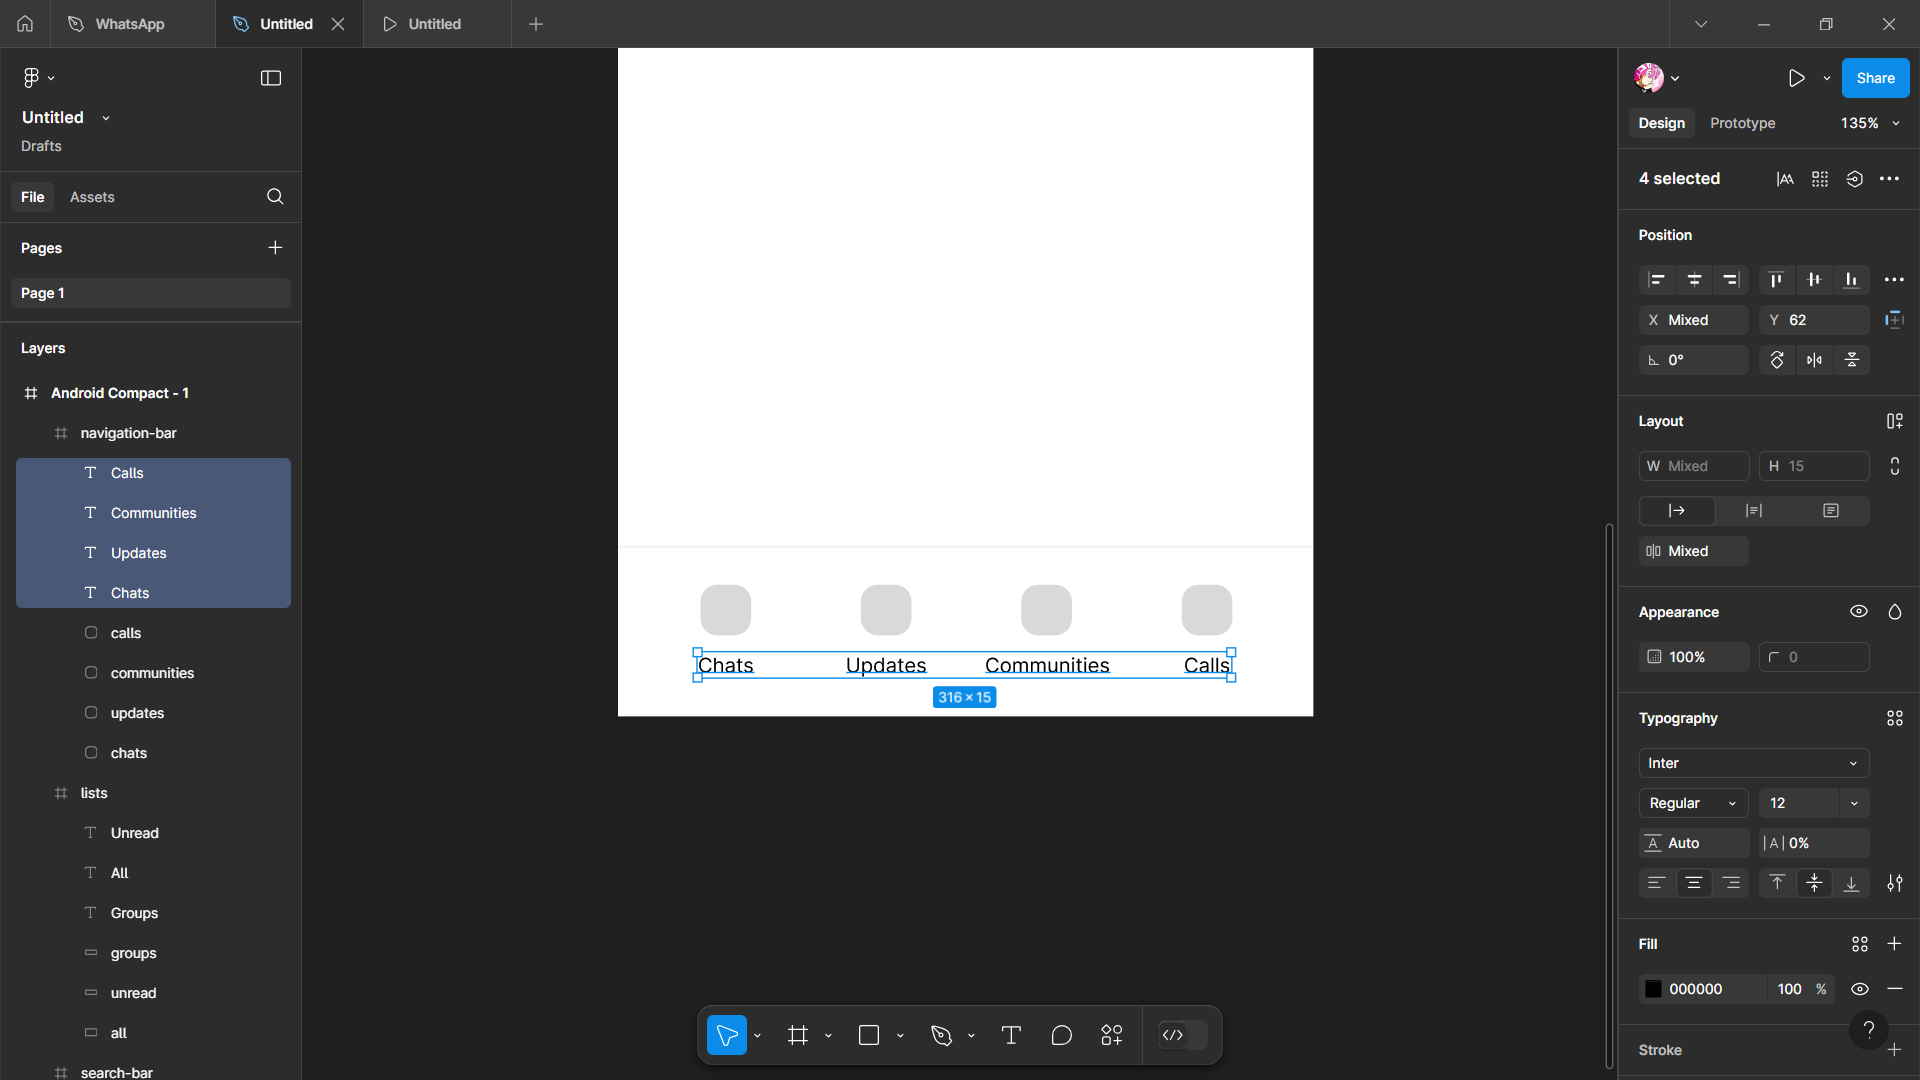 WhatsApp
Untitled
Untitled
Untitled
Drafts
File
Assets
Pages
Page 1
Layers
Android Compact - 1
navigation-bar
Calls
Communities
Updates
Chats
calls
communities
updates
chats
lists
Unread
All
Groups
groups
unread
all
search-bar
Chats
Updates
Communities
Calls
316 × 15
Share
Design
Prototype
135%
4 selected
Position
X Mixed
Y 62
0°
Layout
W Mixed
H 15
Mixed
Appearance
100%
0
Typography
Inter
Regular
12
Auto
0%
Fill
000000
100 %
Stroke
?